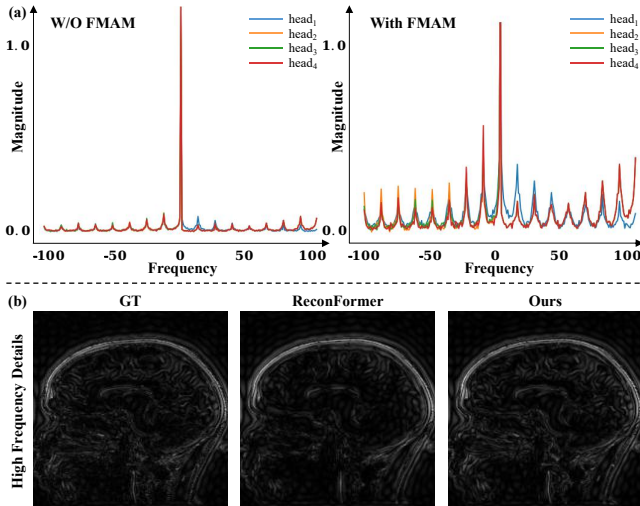 (a)
W/O FMAM
head₁
head₂
head₃
head₄
1.0
0.0
Magnitude
-100 -50 0 50 100
Frequency
With FMAM
head₁
head₂
head₃
head₄
1.0
0.0
Magnitude
-100 -50 0 50 100
Frequency
(b)
GT ReconFormer Ours
High Frequency Details